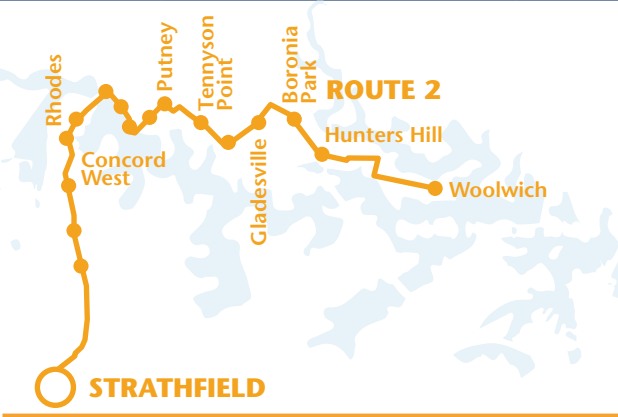 Rhodes
Putney
Tennyson
Point
Boronia
Park
ROUTE 2
Hunters Hill
Concord
West
Gladesville
Woolwich
STRATHFIELD